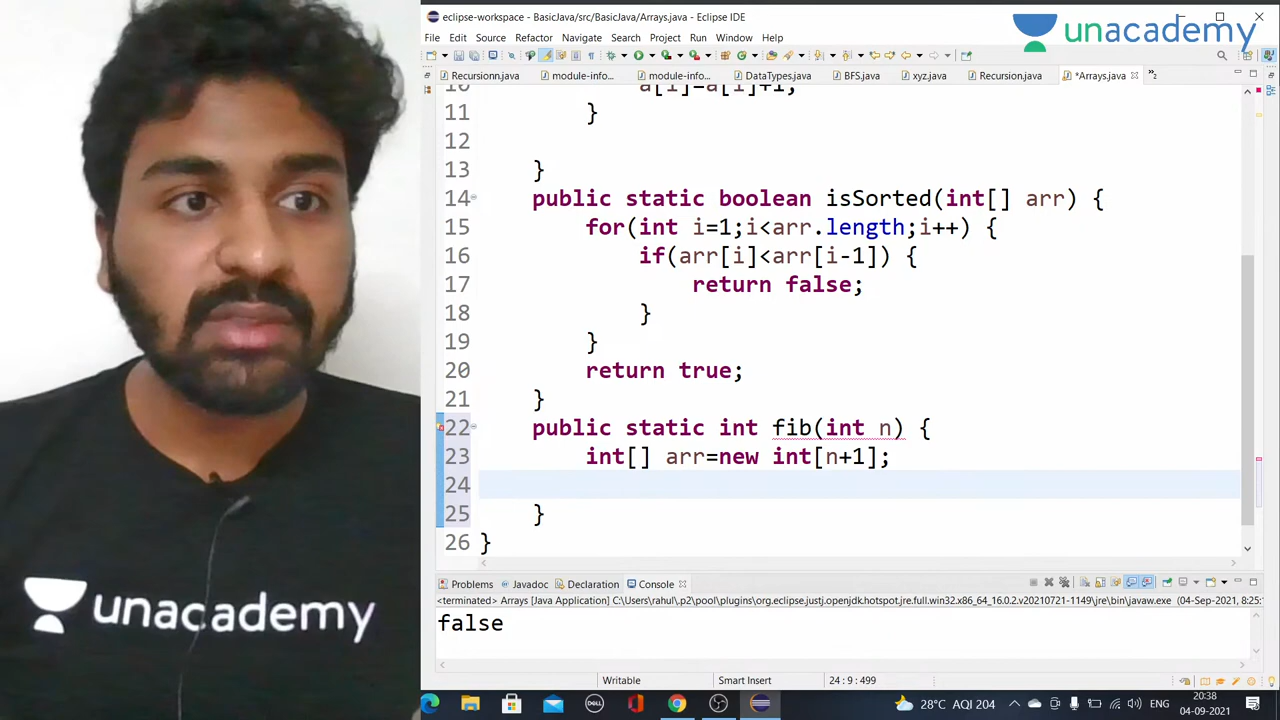 eclipse-workspace - BasicJava/src/BasicJava/Arrays.java - Eclipse IDE
unacademy
File Edit Source Refactor Navigate Search Project Run Window Help
Recursionn.java module-info... module-info... DataTypes.java BFS.java xyz.java Recursion.java *Arrays.java
10 a[i]=a[i]+1;
11 }
12
13 }
14 public static boolean isSorted(int[] arr) {
15 for(int i=1;i<arr.length;i++) {
16 if(arr[i]<arr[i-1]) {
17 return false;
18 }
19 }
20 return true;
21 }
22 public static int fib(int n) {
23 int[] arr=new int[n+1];
24
25 }
26 }
Problems Javadoc Declaration Console
<terminated> Arrays [Java Application] C:\Users\rahul_.p2\pool\plugins\org.eclipse.justj.openjdk.hotspot.jre.full.win32.x86_64_16.0.2.v20210721-1149\jre\bin\javaw.exe (04-Sep-2021, 8:25:
false
Writable Smart Insert 24 : 9 : 499
28°C AQI 204 ENG 20:38
04-09-2021
unacademy
DELL